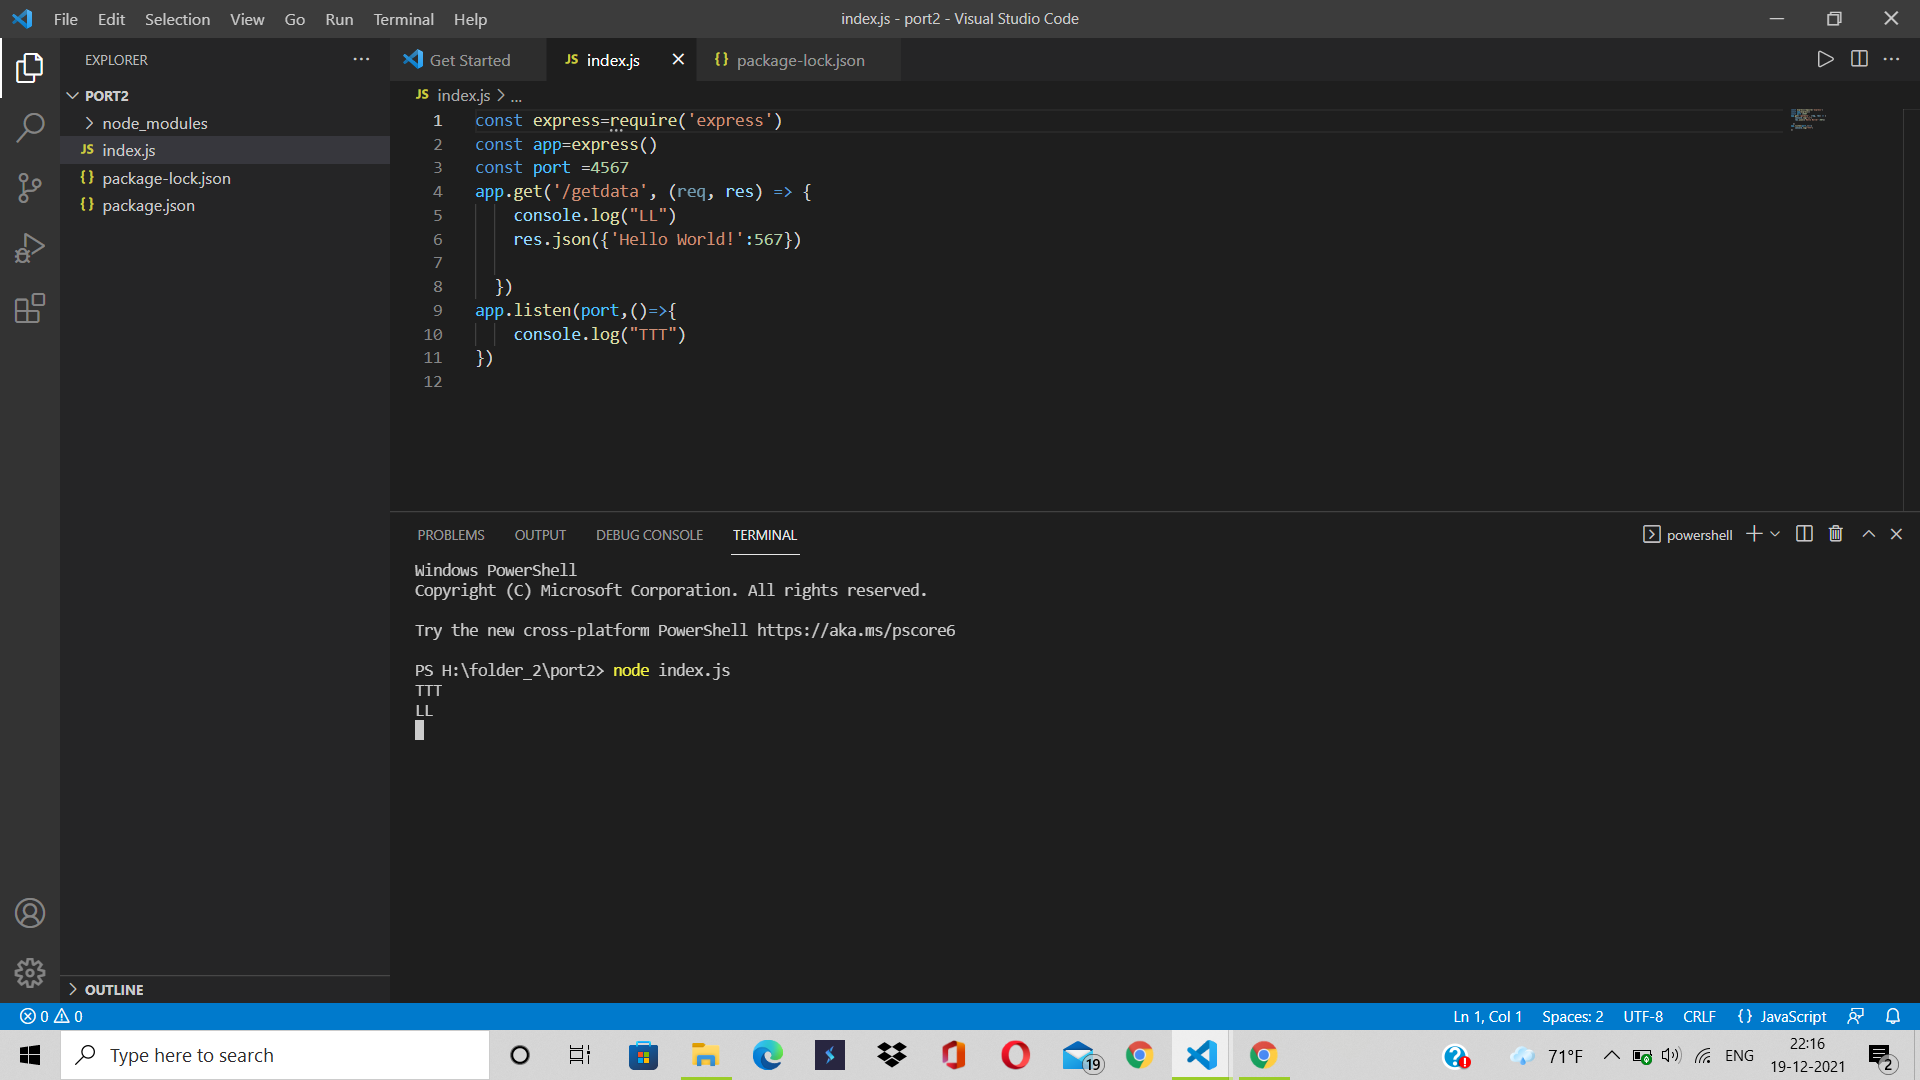 File Edit Selection View Go Run Terminal Help
index.js - port2 - Visual Studio Code
EXPLORER
PORT2
node_modules
JS index.js
{} package-lock.json
{} package.json
OUTLINE
Get Started
JS index.js
{} package-lock.json
JS index.js > ...
1 const express=require('express')
2 const app=express()
3 const port =4567
4 app.get('/getdata', (req, res) => {
5 console.log("LL")
6 res.json({'Hello World!':567})
7
8 })
9 app.listen(port,()=>{
10 console.log("TTT")
11 })
12
PROBLEMS OUTPUT DEBUG CONSOLE TERMINAL
powershell
Windows PowerShell
Copyright (C) Microsoft Corporation. All rights reserved.
Try the new cross-platform PowerShell https://aka.ms/pscore6
PS H:\folder_2\port2> node index.js
TTT
LL
0 0
Ln 1, Col 1 Spaces: 2 UTF-8 CRLF {} JavaScript
Type here to search
19
71°F
ENG
22:16
19-12-2021
2